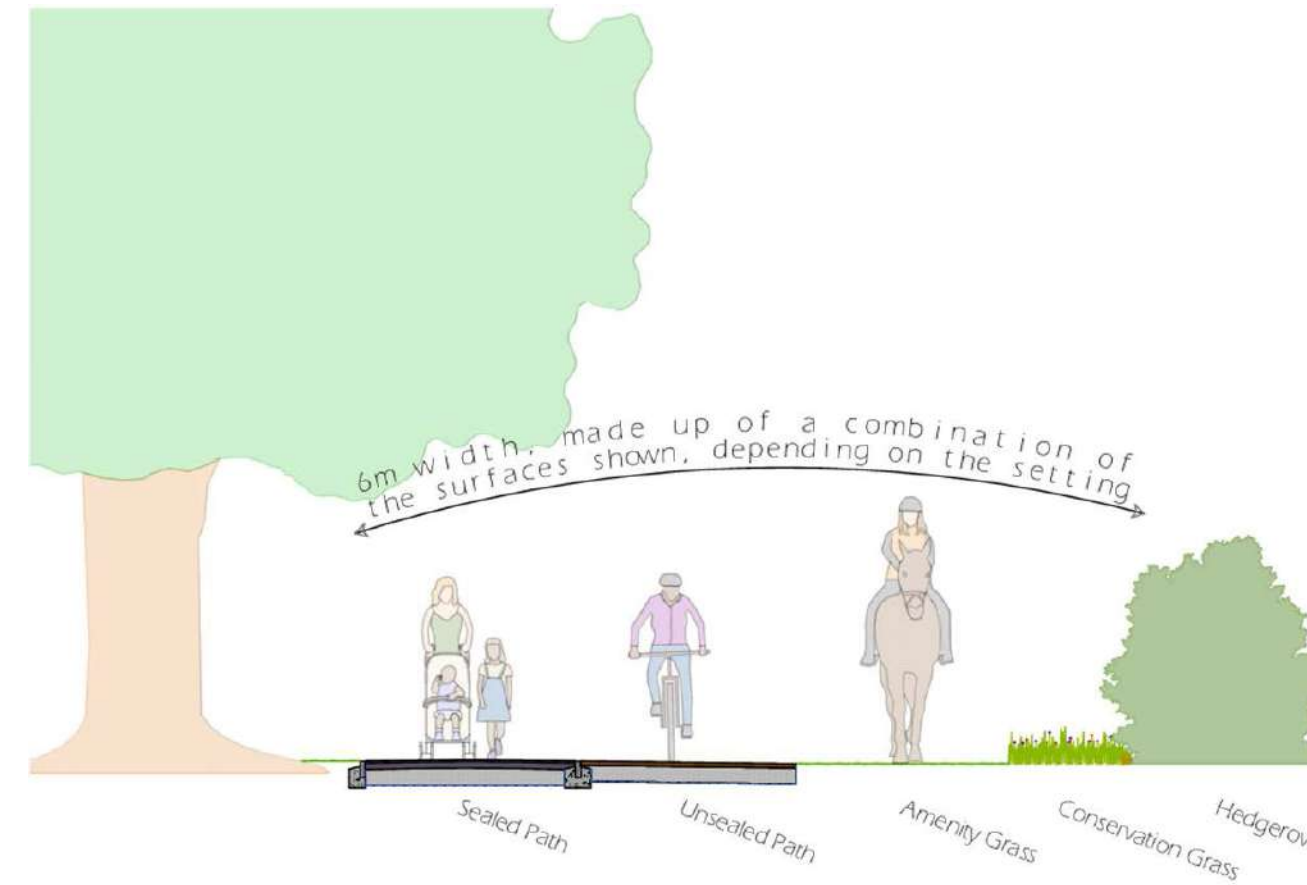 6m width, made up of a combination of
the surfaces shown, depending on the setting
Sealed Path
Unsealed Path
Amenity Grass
Conservation Grass
Hedgerow